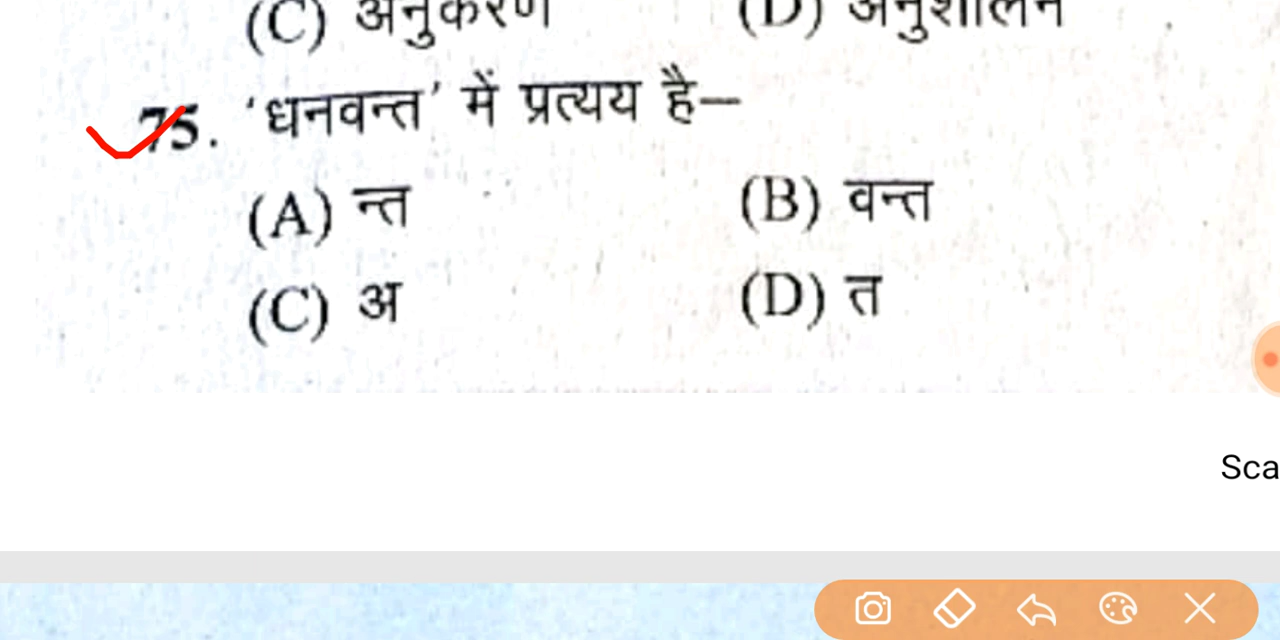 (C) अनुकरण (D) अनुशीलन
75. 'धनवन्त' में प्रत्यय है—
(A) न्त (B) वन्त
(C) अ (D) त
Sca